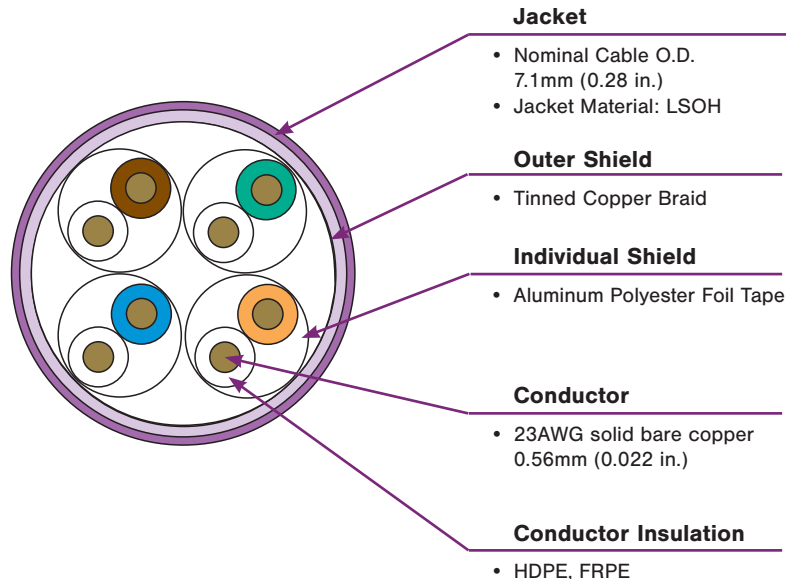 Jacket
• Nominal Cable O.D.
7.1mm (0.28 in.)
• Jacket Material: LSOH
Outer Shield
• Tinned Copper Braid
Individual Shield
• Aluminum Polyester Foil Tape
Conductor
• 23AWG solid bare copper
0.56mm (0.022 in.)
Conductor Insulation
• HDPE, FRPE